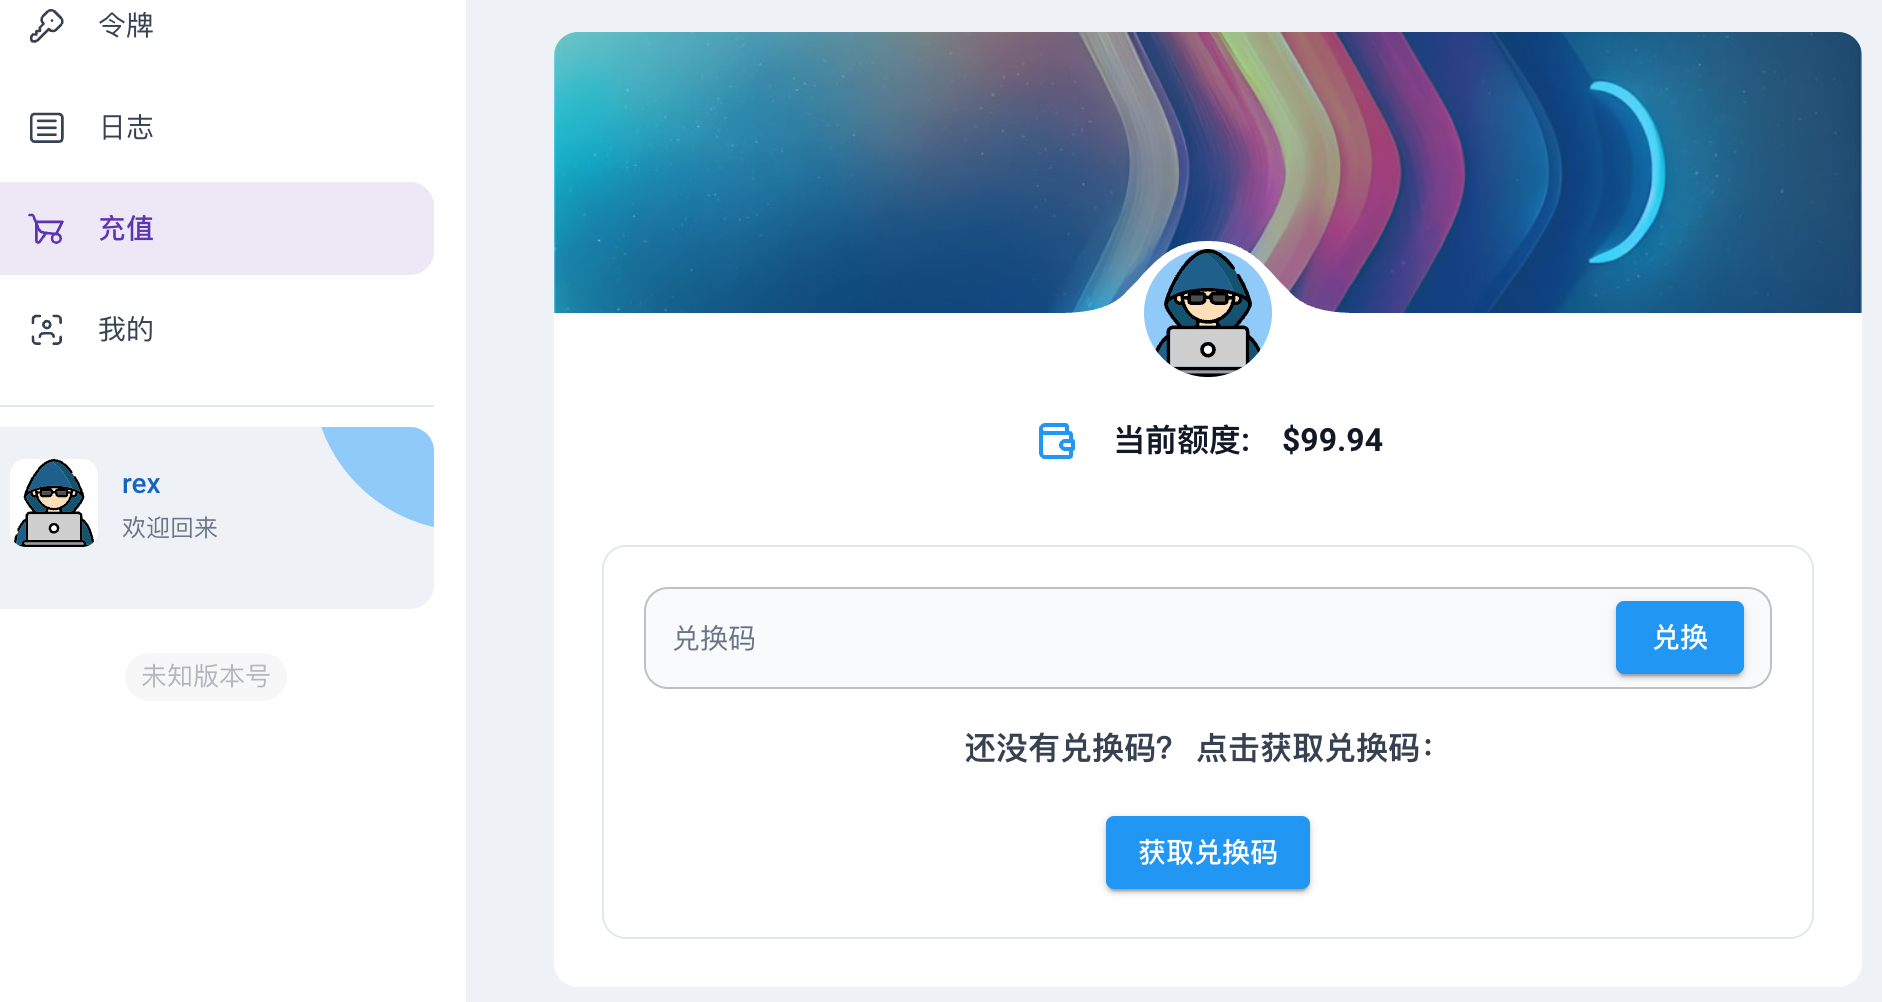 令牌
日志
充值
我的
rex
欢迎回来
未知版本号
当前额度: $99.94
兑换码
兑换
还没有兑换码? 点击获取兑换码:
获取兑换码